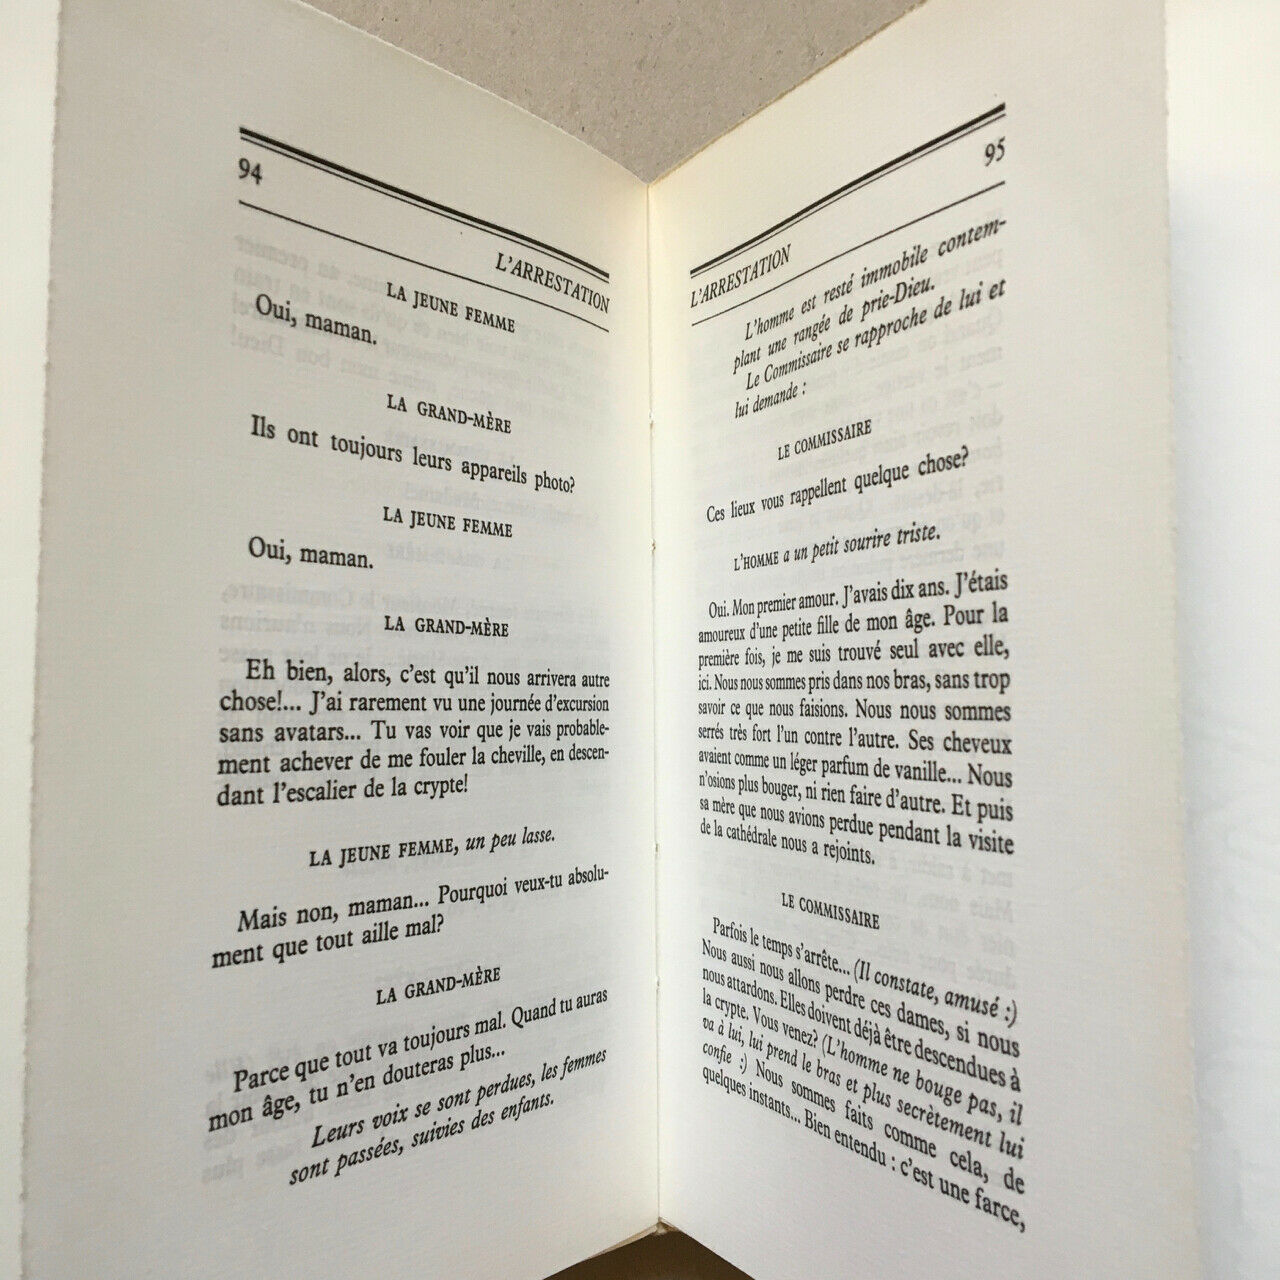 94
L'ARRESTATION
LA JEUNE FEMME
Oui, maman.
LA GRAND-MÈRE
Ils ont toujours leurs appareils photo?
LA JEUNE FEMME
Oui, maman.
LA GRAND-MÈRE
Eh bien, alors, c'est qu'il nous arrivera autre
chose!... J'ai rarement vu une journée d'excursion
sans avatars... Tu vas voir que je vais probable-
ment achever de me fouler la cheville, en descen-
dant l'escalier de la crypte!
LA JEUNE FEMME, un peu lasse.
Mais non, maman... Pourquoi veux-tu absolu-
ment que tout aille mal?
LA GRAND-MÈRE
Parce que tout va toujours mal. Quand tu auras
mon âge, tu n'en douteras plus...
Leurs voix se sont perdues, les femmes
sont passées, suivies des enfants.
95
L'ARRESTATION
L'homme est resté immobile contem-
plant une rangée de prie-Dieu.
Le Commissaire se rapproche de lui et
lui demande :
LE COMMISSAIRE
Ces lieux vous rappellent quelque chose?
L'HOMME a un petit sourire triste.
Oui. Mon premier amour. J'avais dix ans. J'étais
amoureux d'une petite fille de mon âge. Pour la
première fois, je me suis trouvé seul avec elle,
ici. Nous nous sommes pris dans nos bras, sans trop
savoir ce que nous faisions. Nous nous sommes
serrés très fort l'un contre l'autre. Ses cheveux
avaient comme un léger parfum de vanille... Nous
n'osions plus bouger, ni rien faire d'autre. Et puis
sa mère que nous avions perdue pendant la visite
de la cathédrale nous a rejoints.
LE COMMISSAIRE
Parfois le temps s'arrête... (Il constate, amusé :)
Nous aussi nous allons perdre ces dames, si nous
nous attardons. Elles doivent déjà être descendues à
la crypte. Vous venez? (L'homme ne bouge pas, il
va à lui, lui prend le bras et plus secrètement lui
confie :) Nous sommes faits comme cela, de
quelques instants... Bien entendu : c'est une farce,